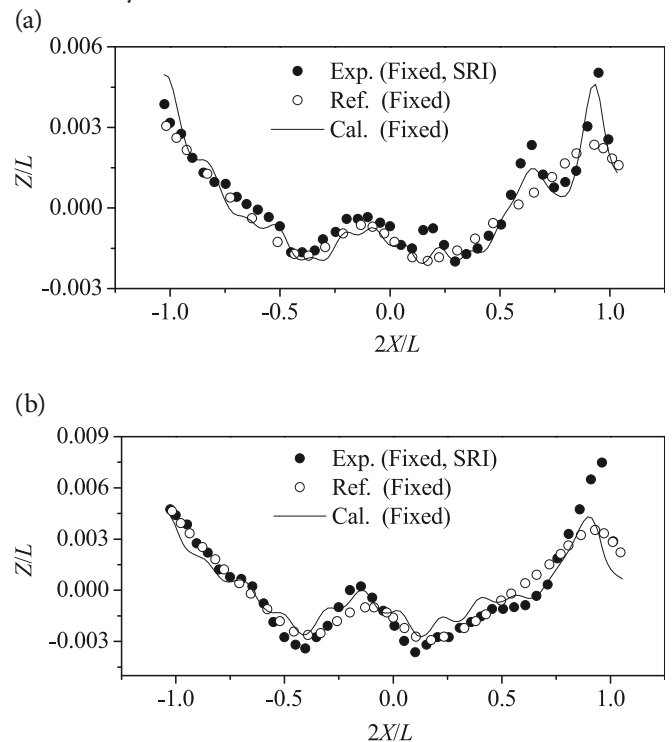 (a)
0.006
0.003
0.000
-0.003
Z/L
Exp. (Fixed, SRI)
Ref. (Fixed)
Cal. (Fixed)
-1.0 -0.5 0.0 0.5 1.0
2X/L
(b)
0.009
0.006
0.003
0.000
-0.003
Z/L
Exp. (Fixed, SRI)
Ref. (Fixed)
Cal. (Fixed)
-1.0 -0.5 0.0 0.5 1.0
2X/L